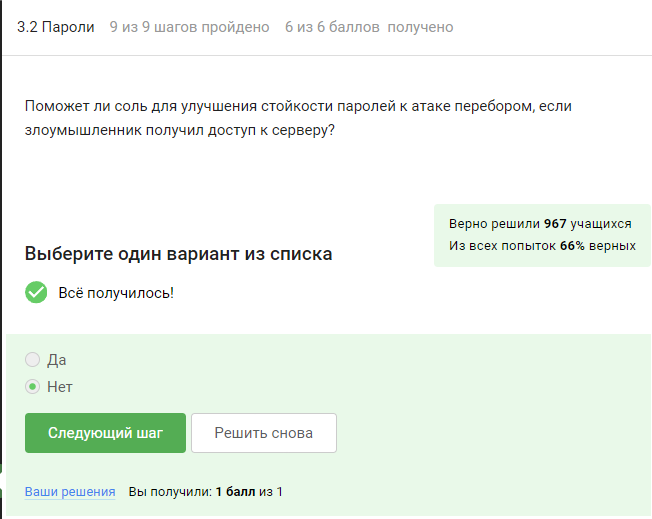 3.2 Пароли 9 из 9 шагов пройдено 6 из 6 баллов получено
Поможет ли соль для улучшения стойкости паролей к атаке перебором, если
злоумышленник получил доступ к серверу?
Верно решили 967 учащихся
Из всех попыток 66% верных
Выберите один вариант из списка
Всё получилось!
Да
Нет
Следующий шаг Решить снова
Ваши решения Вы получили: 1 балл из 1